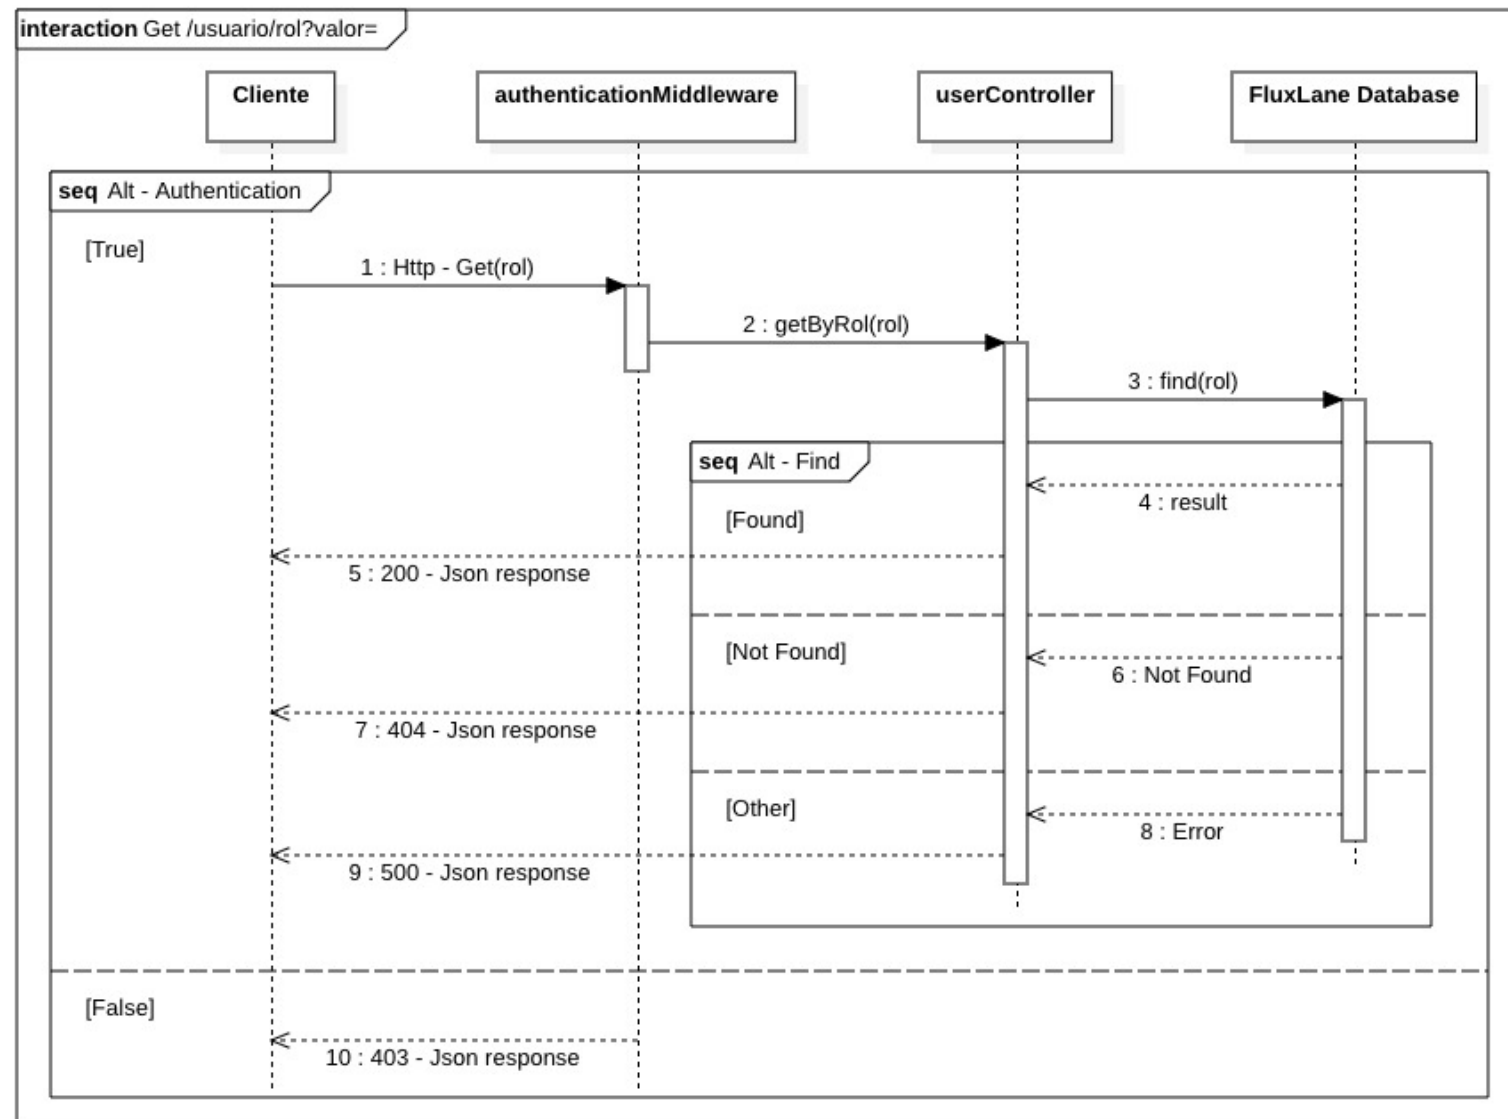 interaction Get /usuario/rol?valor=
Cliente
authenticationMiddleware
userController
FluxLane Database
seq Alt - Authentication
[True]
1 : Http - Get(rol)
2 : getByRol(rol)
3 : find(rol)
seq Alt - Find
4 : result
[Found]
5 : 200 - Json response
[Not Found]
6 : Not Found
7 : 404 - Json response
[Other]
8 : Error
9 : 500 - Json response
[False]
10 : 403 - Json response